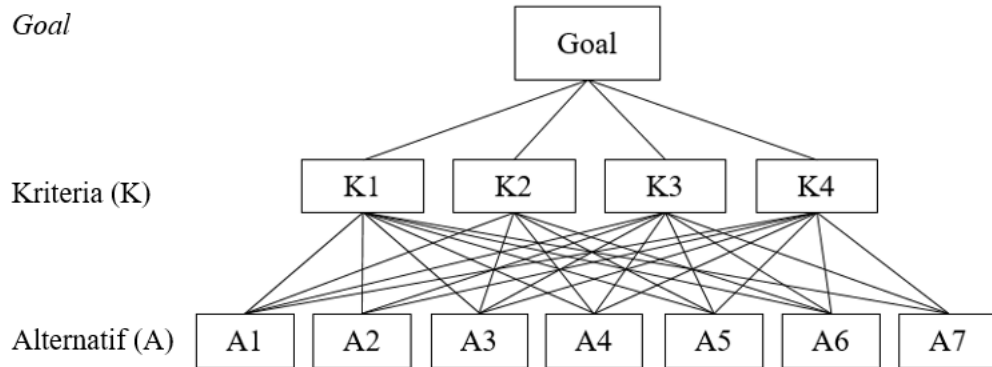 Goal
Goal
Kriteria (K)
K1 K2 K3 K4
Alternatif (A)
A1 A2 A3 A4 A5 A6 A7